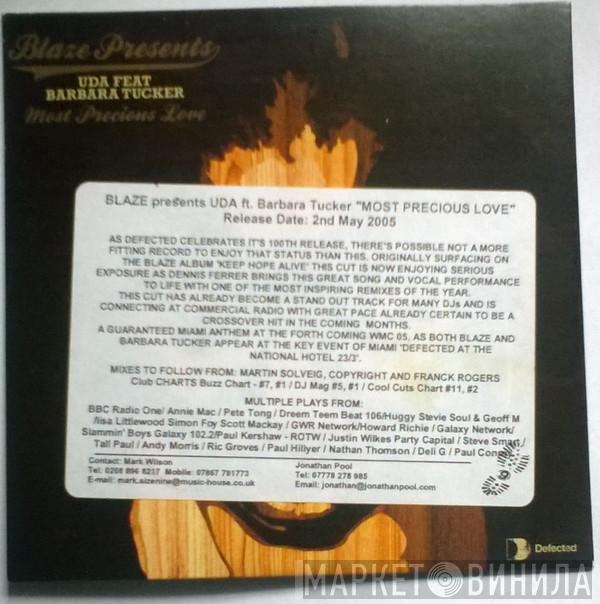 Blaze Presents
UDA FEAT
BARBARA TUCKER
Most Precious Love
BLAZE presents UDA ft. Barbara Tucker "MOST PRECIOUS LOVE"
Release Date: 2nd May 2005
AS DEFECTED CELEBRATES IT'S 100TH RELEASE, THERE'S POSSIBLE NOT A MORE
FITTING RECORD TO ENJOY THAT STATUS THAN THIS. ORIGINALLY SURFACING ON
THE BLAZE ALBUM 'KEEP HOPE ALIVE' THIS CUT IS NOW ENJOYING SERIOUS
EXPOSURE AS DENNIS FERRER BRINGS THIS GREAT SONG AND VOCAL PERFORMANCE
TO LIFE WITH ONE OF THE MOST INSPIRING REMIXES OF THE YEAR.
THIS CUT HAS ALREADY BECOME A STAND OUT TRACK FOR MANY DJs AND IS
CONNECTING AT COMMERCIAL RADIO WITH GREAT PACE ALREADY CERTAIN TO BE A
CROSSOVER HIT IN THE COMING MONTHS.
A GUARANTEED MIAMI ANTHEM AT THE FORTH COMING WMC 05, AS BOTH BLAZE AND
BARBARA TUCKER APPEAR AT THE KEY EVENT OF MIAMI 'DEFECTED AT THE
NATIONAL HOTEL 23/3'.
MIXES TO FOLLOW FROM: MARTIN SOLVEIG, COPYRIGHT AND FRANCK ROGERS
Club CHARTS Buzz Chart - #7, #1 / DJ Mag #5, #1 / Cool Cuts Chart #11, #2
MULTIPLE PLAYS FROM:
BBC Radio One/ Annie Mac / Pete Tong / Dreem Teem Beat 106/Huggy Stevie Soul & Geoff M
/lisa Littlewood Simon Foy Scott Mackay / GWR Network/Howard Richie / Galaxy Network/
Slammin' Boys Galaxy 102.2/Paul Kershaw - ROTW / Justin Wilkes Party Capital / Steve Smart /
Tall Paul / Andy Morris / Ric Groves / Paul Hillyer / Nathan Thomson / Deli G / Paul
Contact: Mark Wilson
Jonathan Pool
Tel: 0208 896 8237 Mobile: 07867 781773
Tel: 07778 278 985
E-mail: mark.aizenine@music-house.co.uk
Email: jonathan@jonathanpool.com
Defected
МАРКЕТ ВИНИЛА